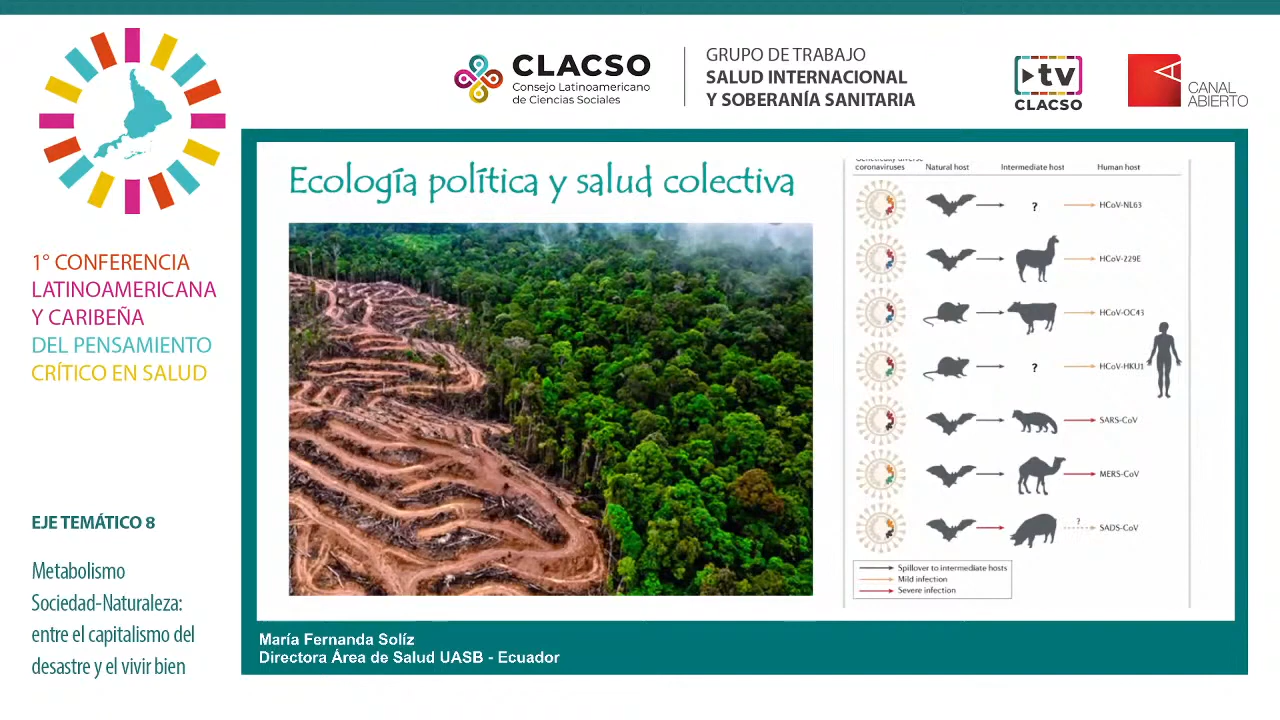 CLACSO
Consejo Latinoamericano
de Ciencias Sociales
GRUPO DE TRABAJO
SALUD INTERNACIONAL
Y SOBERANÍA SANITARIA
tv
CLACSO
CANAL
ABIERTO
1° CONFERENCIA
LATINOAMERICANA
Y CARIBEÑA
DEL PENSAMIENTO
CRÍTICO EN SALUD
EJE TEMÁTICO 8
Metabolismo
Sociedad-Naturaleza:
entre el capitalismo del
desastre y el vivir bien
Ecología política y salud colectiva
Genetically diverse
coronaviruses
Natural host
Intermediate host
Human host
?
HCoV-NL63
HCoV-229E
HCoV-OC43
?
HCoV-HKU1
SARS-CoV
MERS-CoV
?
SADS-CoV
Spillover to intermediate hosts
Mild infection
Severe infection
María Fernanda Solíz
Directora Área de Salud UASB - Ecuador